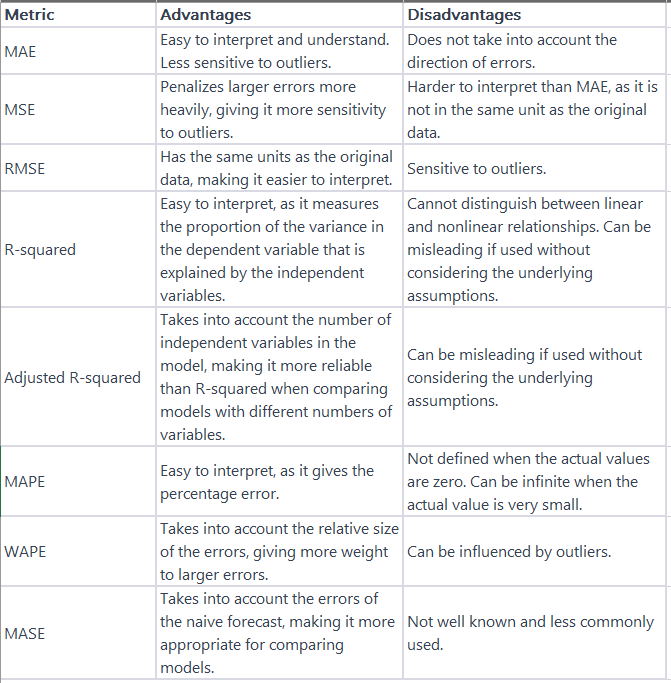 Metric Advantages Disadvantages
MAE
Easy to interpret and understand.
Less sensitive to outliers.
Does not take into account the
direction of errors.
MSE
Penalizes larger errors more
heavily, giving it more sensitivity
to outliers.
Harder to interpret than MAE, as it is
not in the same unit as the original
data.
RMSE
Has the same units as the original
data, making it easier to interpret.
Sensitive to outliers.
R-squared
Easy to interpret, as it measures
the proportion of the variance in
the dependent variable that is
explained by the independent
variables.
Cannot distinguish between linear
and nonlinear relationships. Can be
misleading if used without
considering the underlying
assumptions.
Adjusted R-squared
Takes into account the number of
independent variables in the
model, making it more reliable
than R-squared when comparing
models with different numbers of
variables.
Can be misleading if used without
considering the underlying
assumptions.
MAPE
Easy to interpret, as it gives the
percentage error.
Not defined when the actual values
are zero. Can be infinite when the
actual value is very small.
WAPE
Takes into account the relative size
of the errors, giving more weight
to larger errors.
Can be influenced by outliers.
MASE
Takes into account the errors of
the naive forecast, making it more
appropriate for comparing
models.
Not well known and less commonly
used.